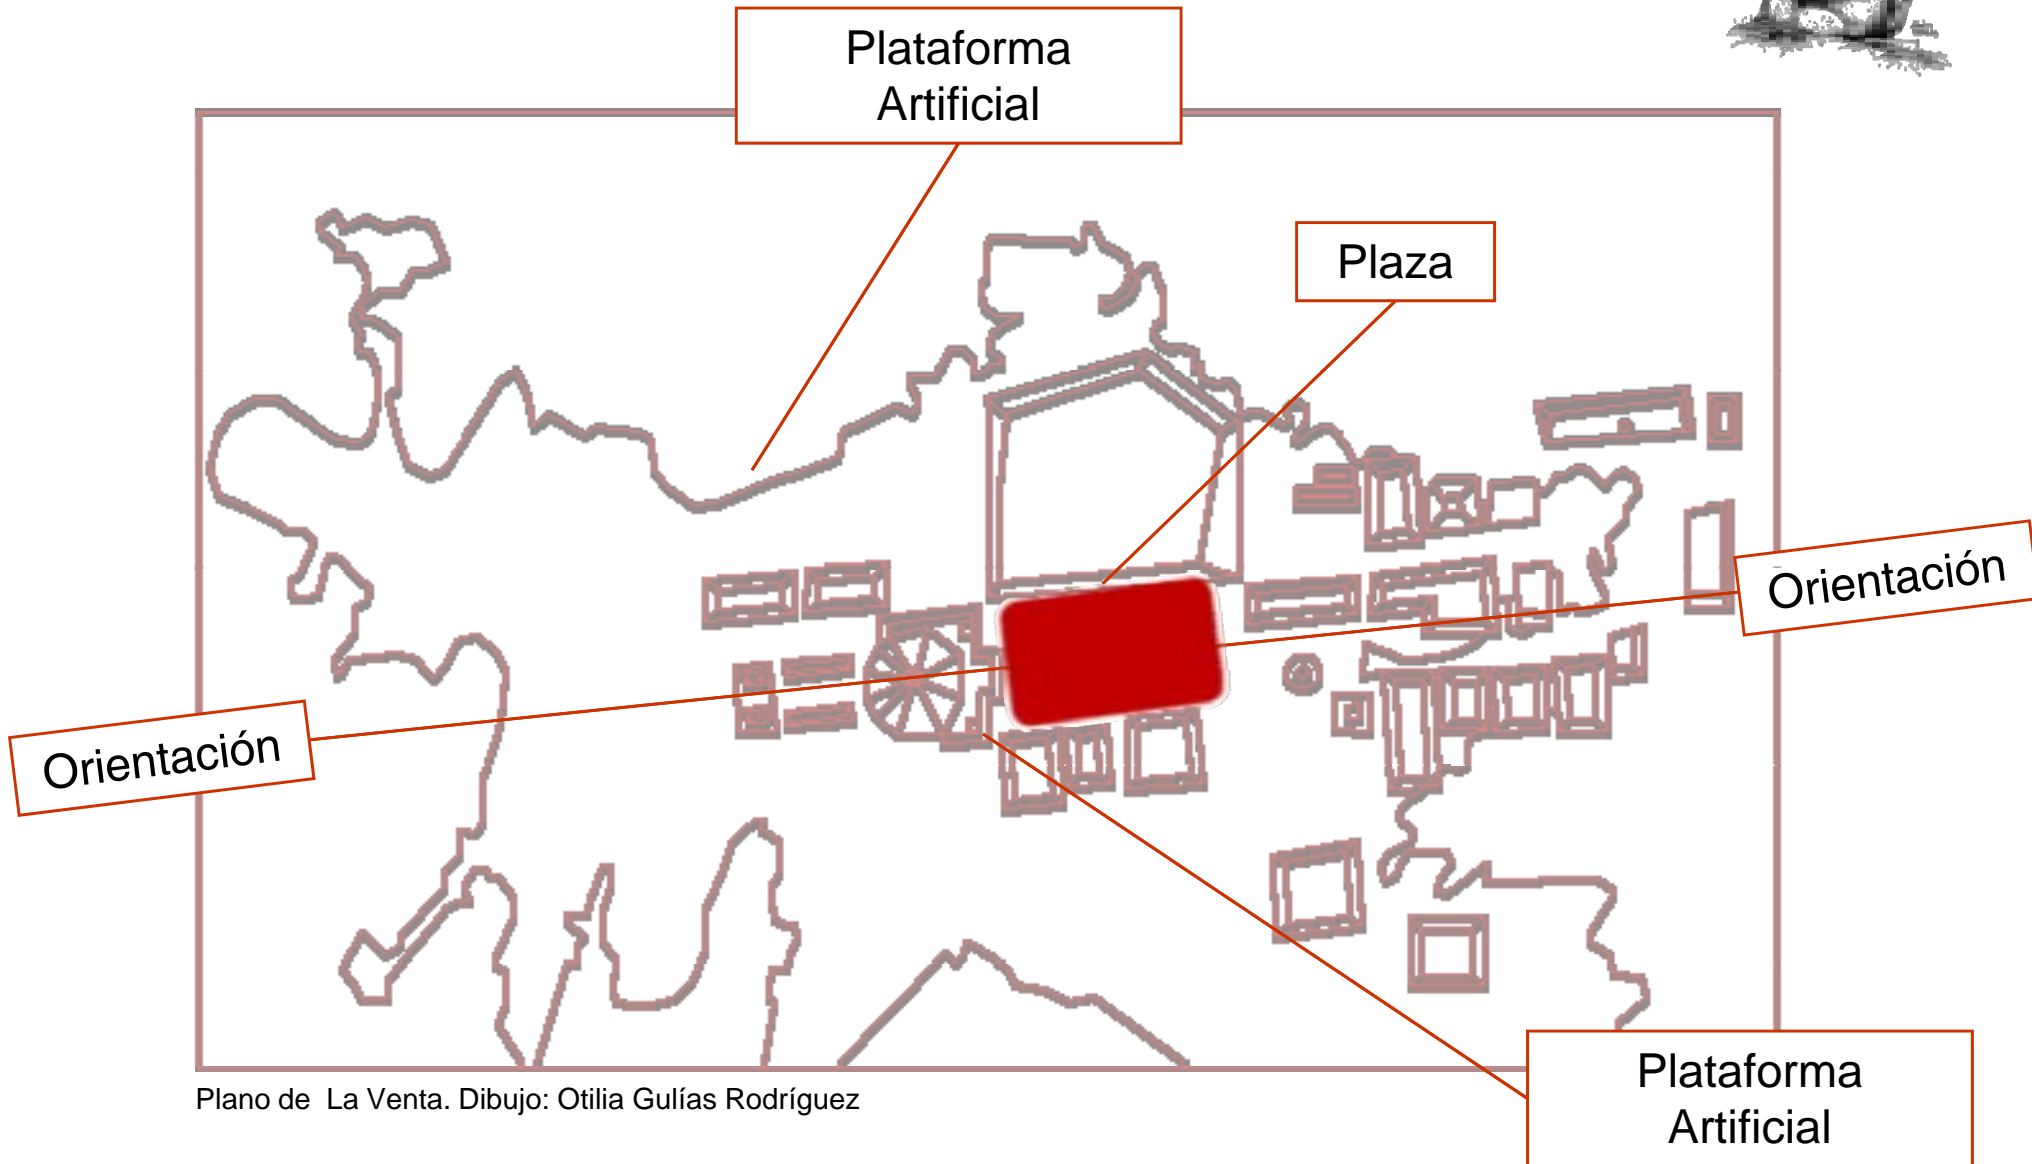 Plataforma
Artificial
Plaza
Orientación
Orientación
Plataforma
Artificial
Plano de  La Venta. Dibujo: Otilia Gulías Rodríguez